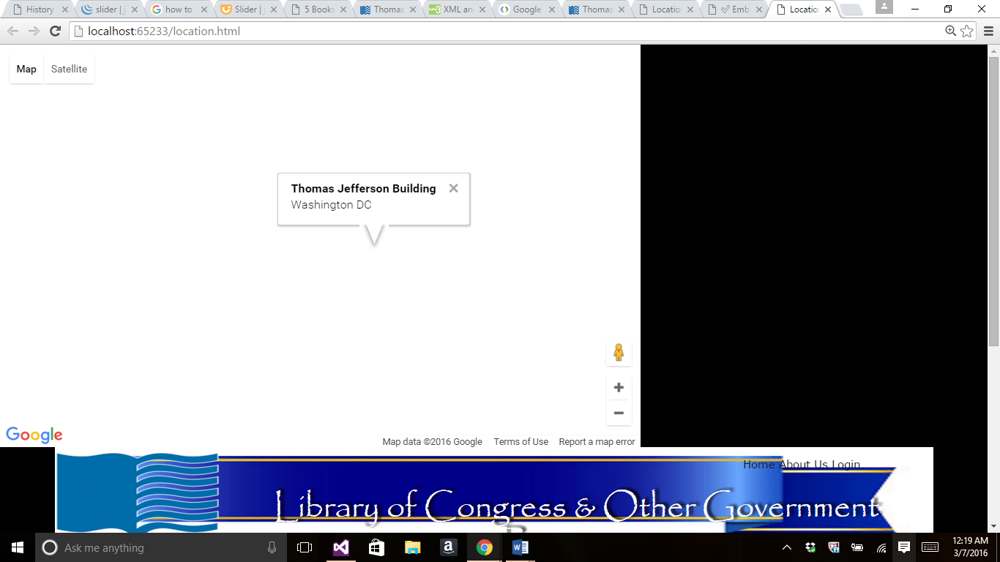 History slider | j how to Slider | . 5 Books Thomas XML an Google Thomas Locatio Emb Locatio
localhost:65233/location.html
Map Satellite
Thomas Jefferson Building
Washington DC
Google
Map data ©2016 Google Terms of Use Report a map error
Home About Us Login
Library of Congress & Other Government
Ask me anything
12:19 AM
3/7/2016